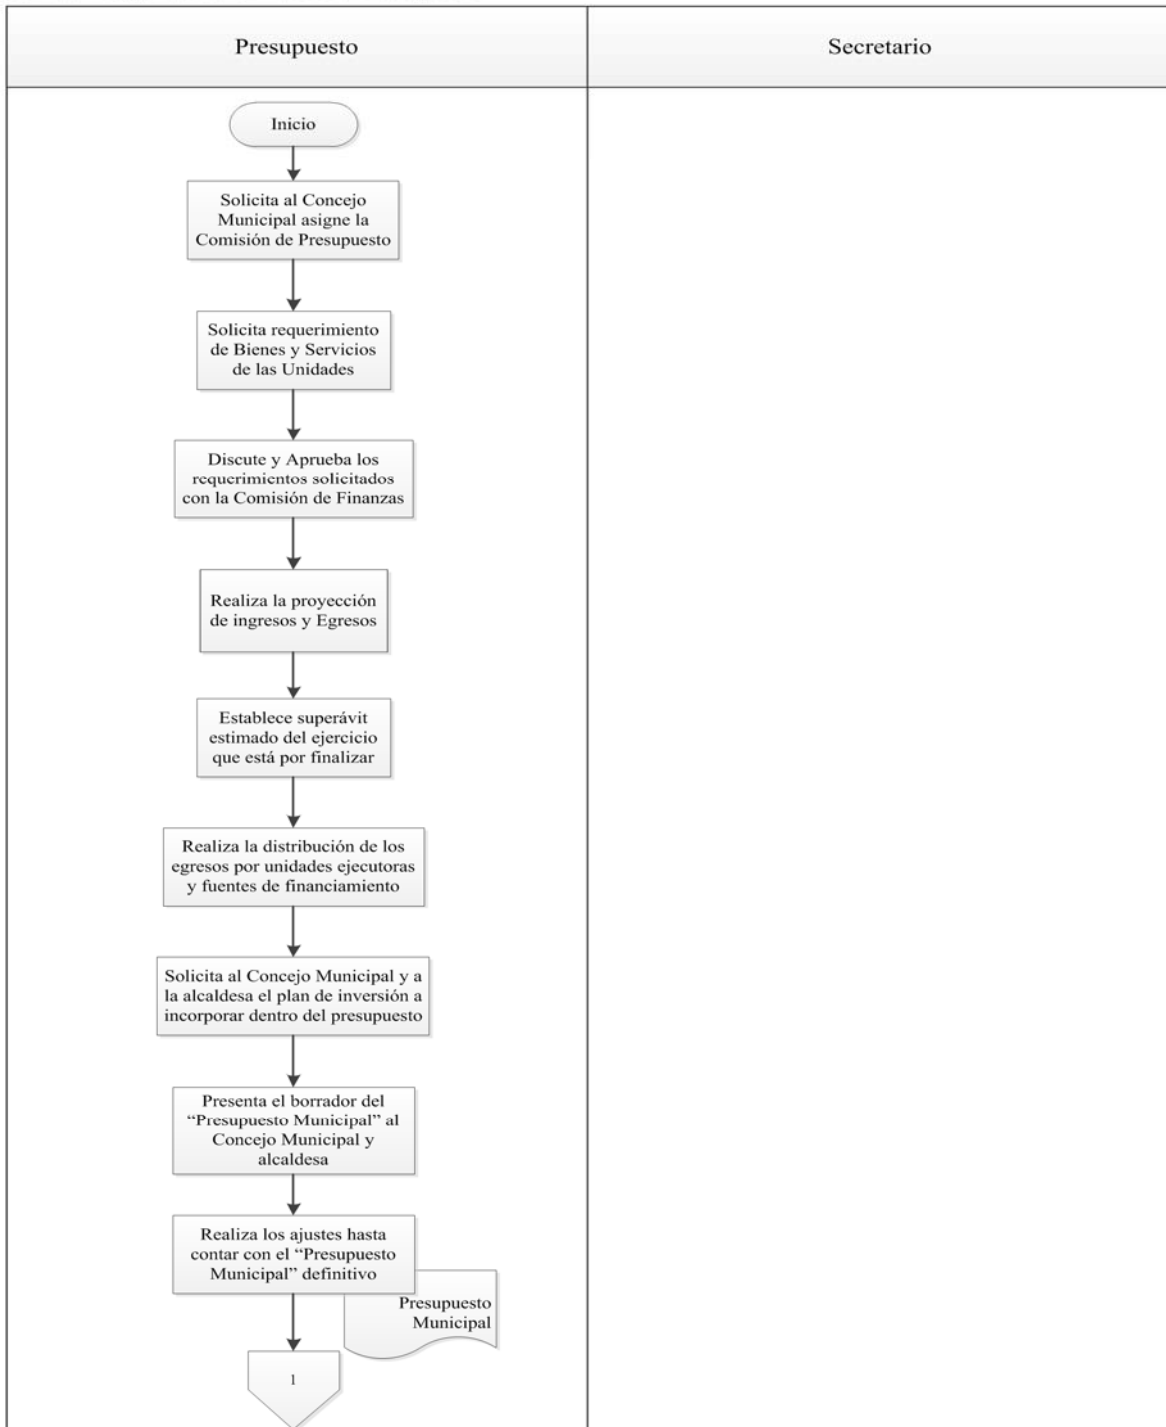 Presupuesto
Secretario
Inicio
Solicita al Concejo
Municipal asigne la
Comisión de Presupuesto
Solicita requerimiento
de Bienes y Servicios
de las Unidades
Discute y Aprueba los
requerimientos solicitados
con la Comisión de Finanzas
Realiza la proyección
de ingresos y Egresos
Establece superávit
estimado del ejercicio
que está por finalizar
Realiza la distribución de los
egresos por unidades ejecutoras
y fuentes de financiamiento
Solicita al Concejo Municipal y a
la alcaldesa el plan de inversión a
incorporar dentro del presupuesto
Presenta el borrador del
“Presupuesto Municipal” al
Concejo Municipal y
alcaldesa
Realiza los ajustes hasta
contar con el “Presupuesto
Municipal” definitivo
Presupuesto
Municipal
1